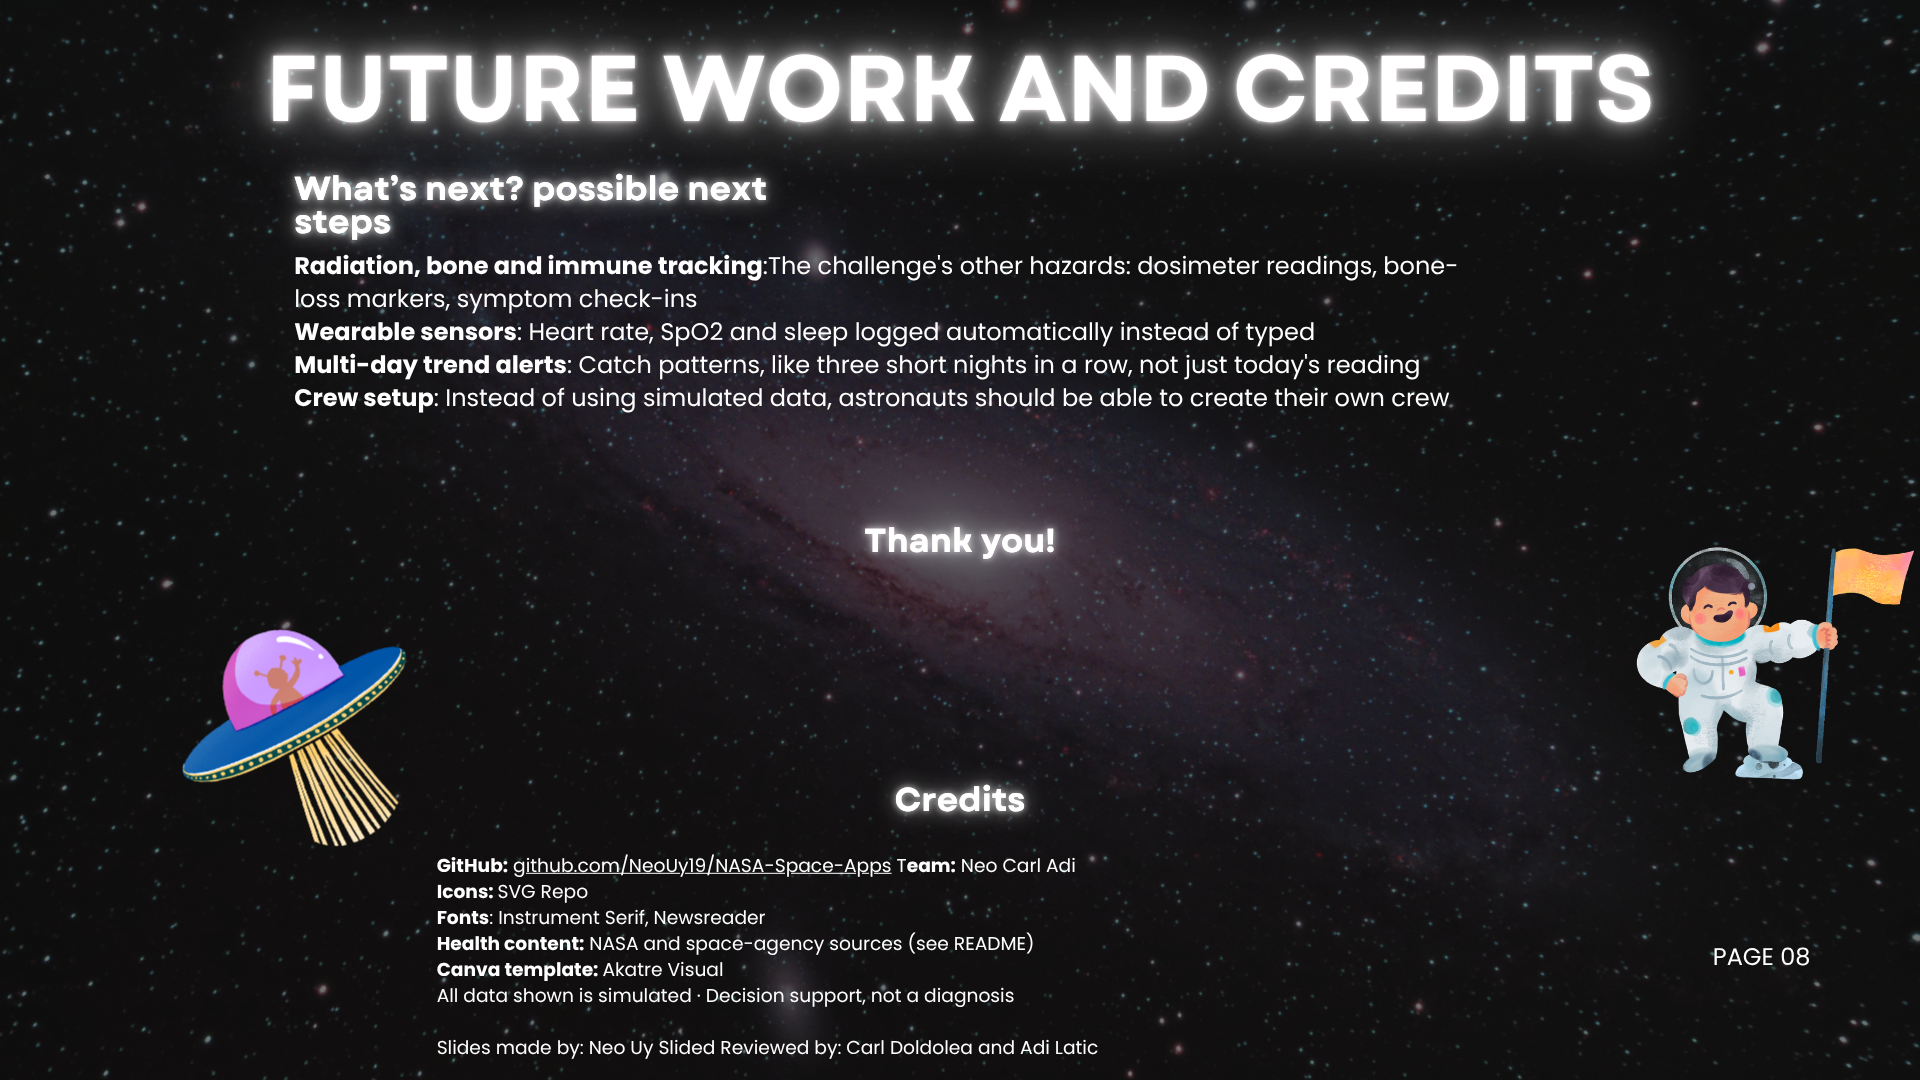 FUTURE WORK AND CREDITS
What’s next? possible next
steps
Radiation, bone and immune tracking:The challenge's other hazards: dosimeter readings, bone-
loss markers, symptom check-ins
Wearable sensors: Heart rate, SpO2 and sleep logged automatically instead of typed
Multi-day trend alerts: Catch patterns, like three short nights in a row, not just today's reading
Crew setup: Instead of using simulated data, astronauts should be able to create their own crew
Thank you!
Credits
GitHub: github.com/NeoUy19/NASA-Space-Apps Team: Neo Carl Adi
Icons: SVG Repo
Fonts: Instrument Serif, Newsreader
Health content: NASA and space-agency sources (see README)
Canva template: Akatre Visual
All data shown is simulated · Decision support, not a diagnosis
Slides made by: Neo Uy Slided Reviewed by: Carl Doldolea and Adi Latic
PAGE 08